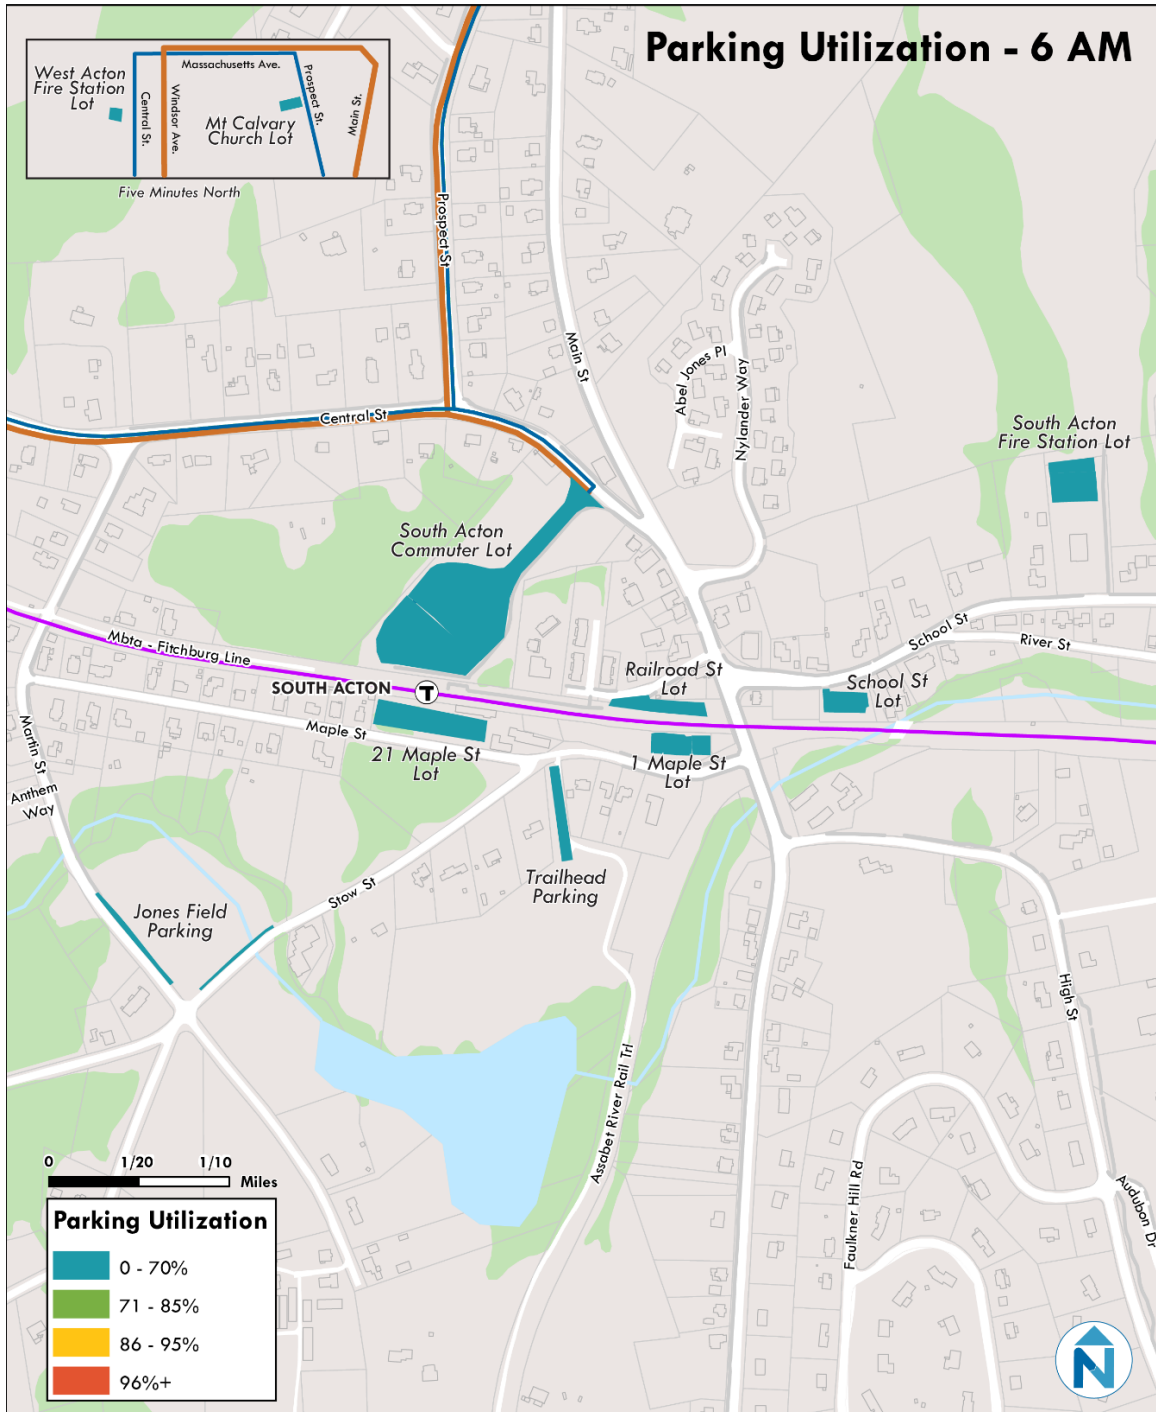 Parking Utilization - 6 AM
West Acton
Fire Station
Lot
Massachusetts Ave.
Central St.
Windsor Ave.
Mt Calvary
Church Lot
Prospect St.
Main St.
Five Minutes North
Prospect St
Main St
Abel Jones Pl
Nylander Way
Central St
South Acton
Fire Station Lot
South Acton
Commuter Lot
School St
River St
Mbta - Fitchburg Line
SOUTH ACTON
T
Railroad St
Lot
School St
Lot
Maple St
21 Maple St
Lot
1 Maple St
Lot
Martin St
Anthem
Way
Trailhead
Parking
Stow St
Jones Field
Parking
High St
Assabet River Rail Trl
Faulkner Hill Rd
Audubon Dr
0 1/20 1/10
Miles
Parking Utilization
0 - 70%
71 - 85%
86 - 95%
96%+
N